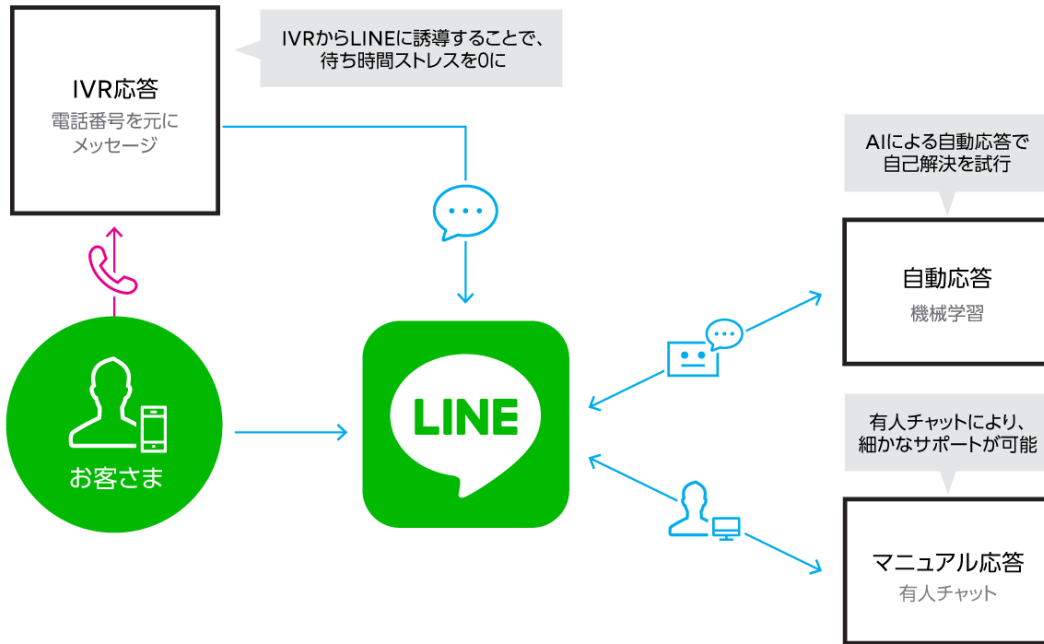 IVRからLINEに誘導することで、
待ち時間ストレスを0に
IVR応答
電話番号を元に
メッセージ
AIによる自動応答で
自己解決を試行
自動応答
機械学習
お客さま
LINE
有人チャットにより、
細かなサポートが可能
マニュアル応答
有人チャット